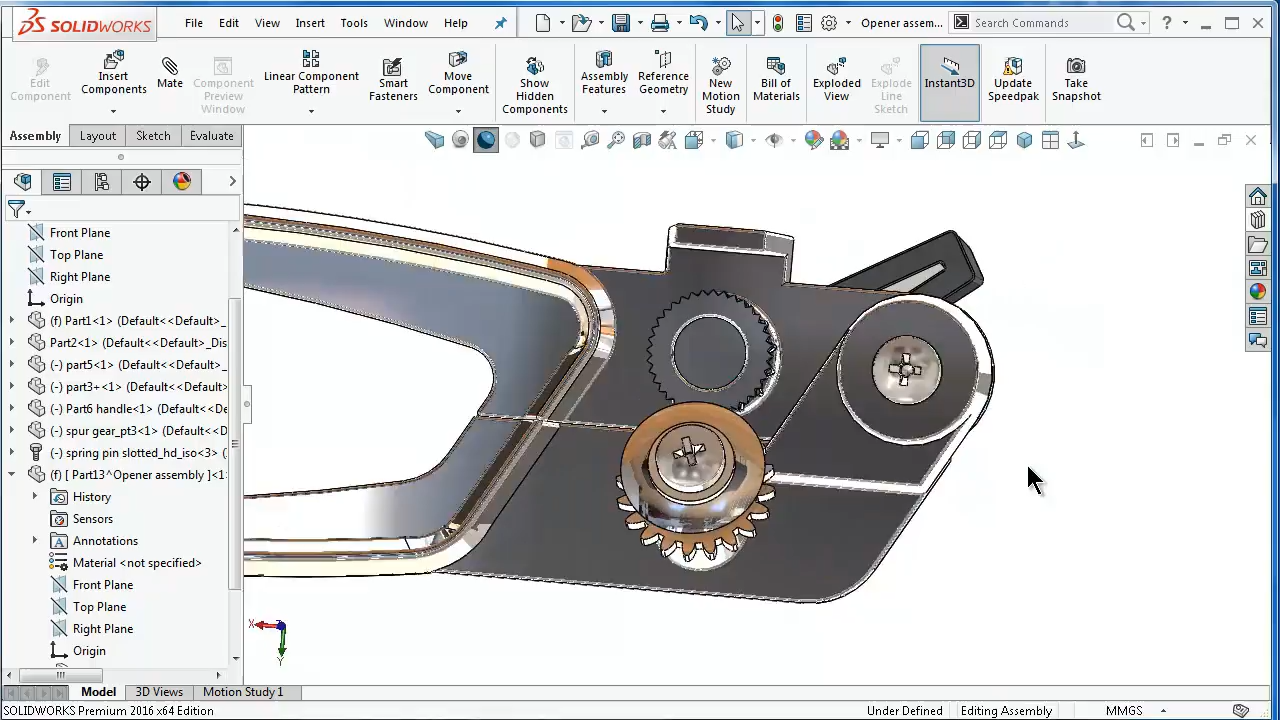 SOLIDWORKS
File Edit View Insert Tools Window Help
Opener assem...
Search Commands
Edit Component
Insert Components
Mate
Component Preview Window
Linear Component Pattern
Smart Fasteners
Move Component
Show Hidden Components
Assembly Features
Reference Geometry
New Motion Study
Bill of Materials
Exploded View
Explode Line Sketch
Instant3D
Update Speedpak
Take Snapshot
Assembly Layout Sketch Evaluate
Front Plane
Top Plane
Right Plane
Origin
(f) Part1<1> (Default<<Default>_
Part2<1> (Default<<Default>_Dis
(-) part5<1> (Default<<Default>_
(-) part3+<1> (Default<<Default>
(-) Part6 handle<1> (Default<<De
(-) spur gear_pt3<1> (Default<<D
(-) spring pin slotted_hd_iso<3> (
(f) [ Part13^Opener assembly ]<1
History
Sensors
Annotations
Material <not specified>
Front Plane
Top Plane
Right Plane
Origin
X
Y
Model 3D Views Motion Study 1
SOLIDWORKS Premium 2016 x64 Edition
Under Defined
Editing Assembly
MMGS